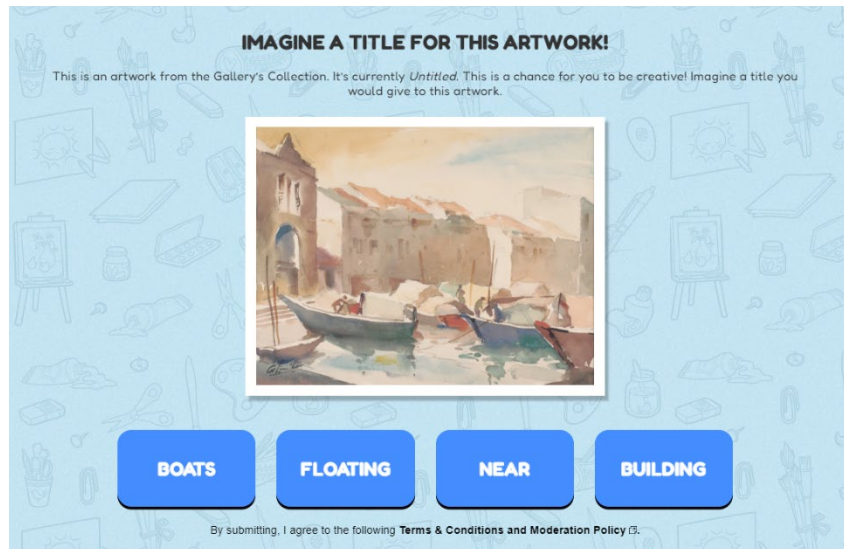 IMAGINE A TITLE FOR THIS ARTWORK!
This is an artwork from the Gallery's Collection. It's currently Untitled. This is a chance for you to be creative! Imagine a title you
would give to this artwork.
BOATS
FLOATING
NEAR
BUILDING
By submitting, I agree to the following Terms & Conditions and Moderation Policy.